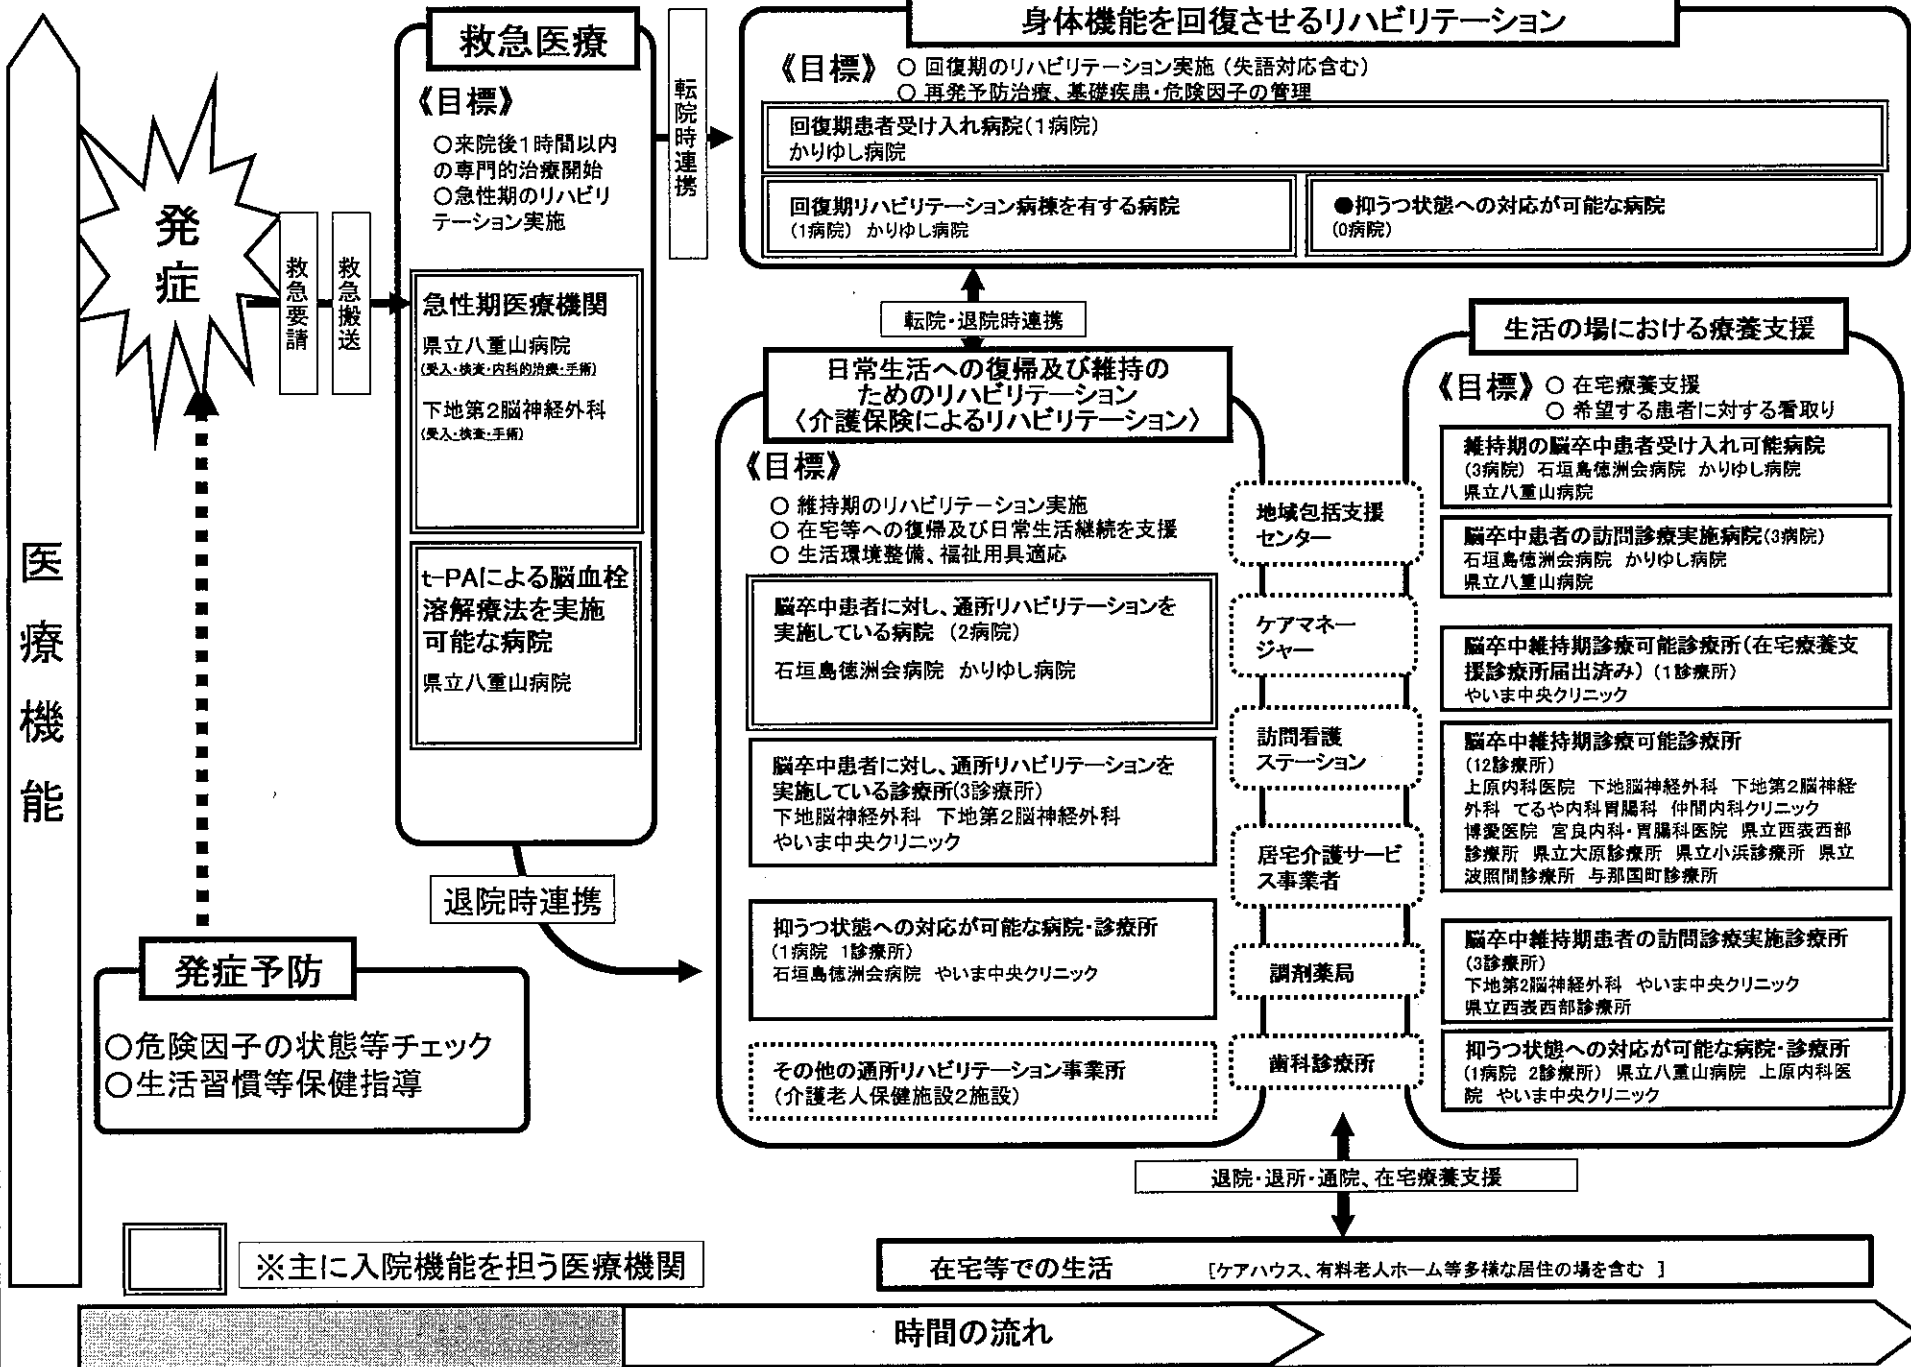 医療機能
発症
救急要請
救急搬送
救急医療
《目標》
○来院後1時間以内
の専門的治療開始
○急性期のリハビリ
テーション実施
急性期医療機関
県立八重山病院
(受入・検査・内科的治療・手術)
下地第2脳神経外科
(受入・検査・手術)
t-PAによる脳血栓
溶解療法を実施
可能な病院
県立八重山病院
転院時連携
身体機能を回復させるリハビリテーション
《目標》 ○ 回復期のリハビリテーション実施（失語対応含む）
○ 再発予防治療、基礎疾患・危険因子の管理
回復期患者受け入れ病院(1病院)
かりゆし病院
回復期リハビリテーション病棟を有する病院
(1病院) かりゆし病院
●抑うつ状態への対応が可能な病院
(0病院)
転院・退院時連携
日常生活への復帰及び維持の
ためのリハビリテーション
〈介護保険によるリハビリテーション〉
《目標》
○ 維持期のリハビリテーション実施
○ 在宅等への復帰及び日常生活継続を支援
○ 生活環境整備、福祉用具適応
脳卒中患者に対し、通所リハビリテーションを
実施している病院 (2病院)
石垣島徳洲会病院 かりゆし病院
脳卒中患者に対し、通所リハビリテーションを
実施している診療所(3診療所)
下地脳神経外科 下地第2脳神経外科
やいま中央クリニック
抑うつ状態への対応が可能な病院・診療所
(1病院 1診療所)
石垣島徳洲会病院 やいま中央クリニック
その他の通所リハビリテーション事業所
(介護老人保健施設2施設)
地域包括支援
センター
ケアマネー
ジャー
訪問看護
ステーション
居宅介護サービ
ス事業者
調剤薬局
歯科診療所
生活の場における療養支援
《目標》 ○ 在宅療養支援
○ 希望する患者に対する看取り
維持期の脳卒中患者受け入れ可能病院
(3病院) 石垣島徳洲会病院 かりゆし病院
県立八重山病院
脳卒中患者の訪問診療実施病院(3病院)
石垣島徳洲会病院 かりゆし病院
県立八重山病院
脳卒中維持期診療可能診療所(在宅療養支
援診療所届出済み) (1診療所)
やいま中央クリニック
脳卒中維持期診療可能診療所
(12診療所)
上原内科医院 下地脳神経外科 下地第2脳神経
外科 てるや内科胃腸科 仲間内科クリニック
博愛医院 宮良内科・胃腸科医院 県立西表西部
診療所 県立大原診療所 県立小浜診療所 県立
波照間診療所 与那国町診療所
脳卒中維持期患者の訪問診療実施診療所
(3診療所)
下地第2脳神経外科 やいま中央クリニック
県立西表西部診療所
抑うつ状態への対応が可能な病院・診療所
(1病院 2診療所) 県立八重山病院 上原内科医
院 やいま中央クリニック
退院時連携
発症予防
○危険因子の状態等チェック
○生活習慣等保健指導
退院・退所・通院、在宅療養支援
※主に入院機能を担う医療機関
在宅等での生活 [ケアハウス、有料老人ホーム等多様な居住の場を含む ]
時間の流れ